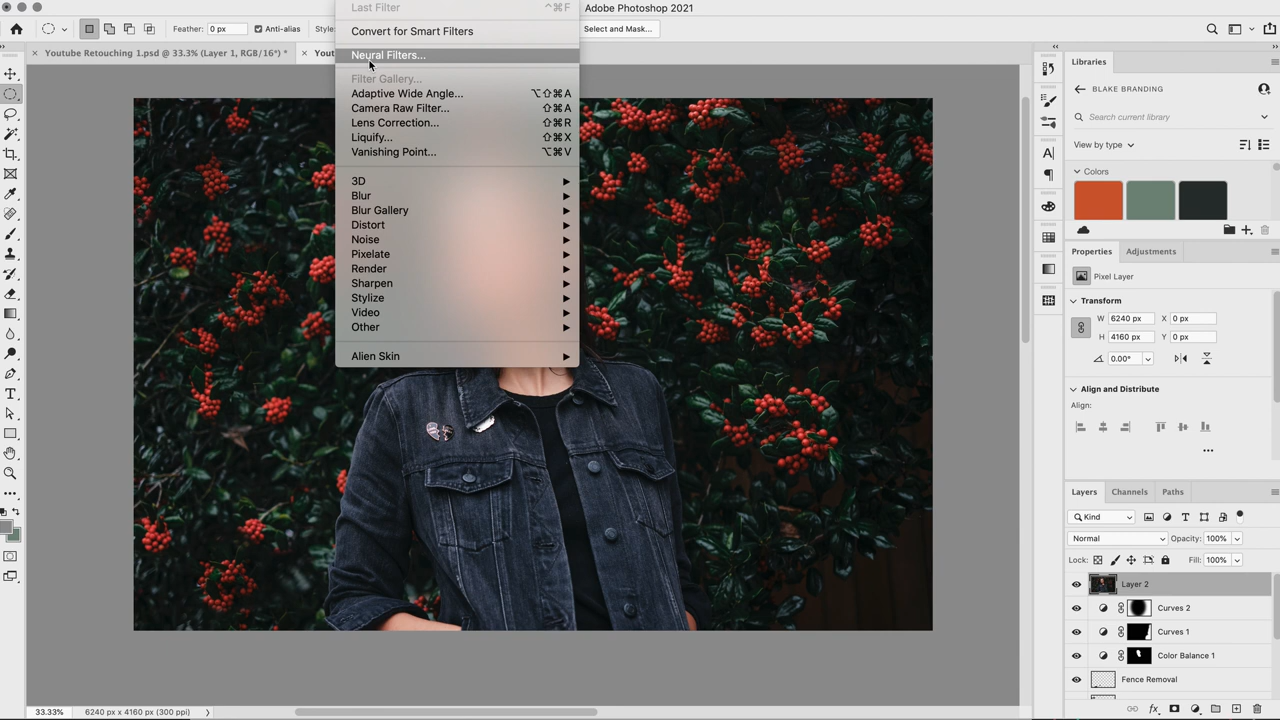 Last Filter ^⌘F
Adobe Photoshop 2021
Feather: 0 px Anti-alias Style: Select and Mask...
Convert for Smart Filters
× Youtube Retouching 1.psd @ 33.3% (Layer 1, RGB/16*) * × Yout
Neural Filters...
Filter Gallery...
Adaptive Wide Angle... ⌥⇧⌘A
Camera Raw Filter... ⇧⌘A
Lens Correction... ⇧⌘R
Liquify... ⇧⌘X
Vanishing Point... ⌥⌘V
3D
Blur
Blur Gallery
Distort
Noise
Pixelate
Render
Sharpen
Stylize
Video
Other
Alien Skin
Libraries
BLAKE BRANDING
Search current library
View by type
Colors
Properties Adjustments
Pixel Layer
Transform
W 6240 px X 0 px
H 4160 px Y 0 px
0.00°
Align and Distribute
Align:
Layers Channels Paths
Kind
Normal Opacity: 100%
Lock: Fill: 100%
Layer 2
Curves 2
Curves 1
Color Balance 1
Fence Removal
fx
33.33% 6240 px x 4160 px (300 ppi)